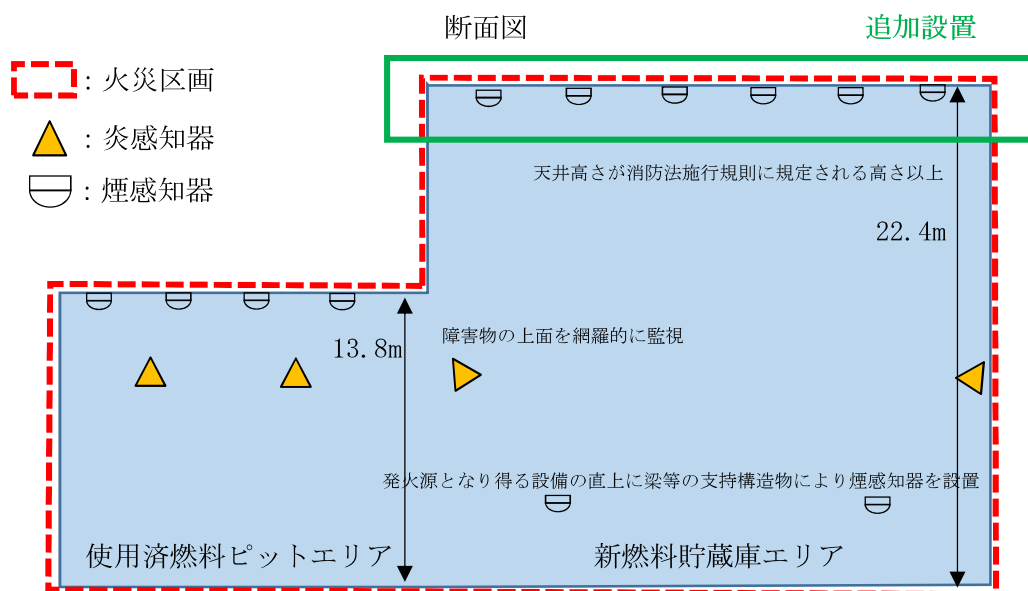 断面図
追加設置
：火災区画
：炎感知器
：煙感知器
天井高さが消防法施行規則に規定される高さ以上
22.4m
障害物の上面を網羅的に監視
13.8m
発火源となり得る設備の直上に梁等の支持構造物により煙感知器を設置
使用済燃料ピットエリア
新燃料貯蔵庫エリア